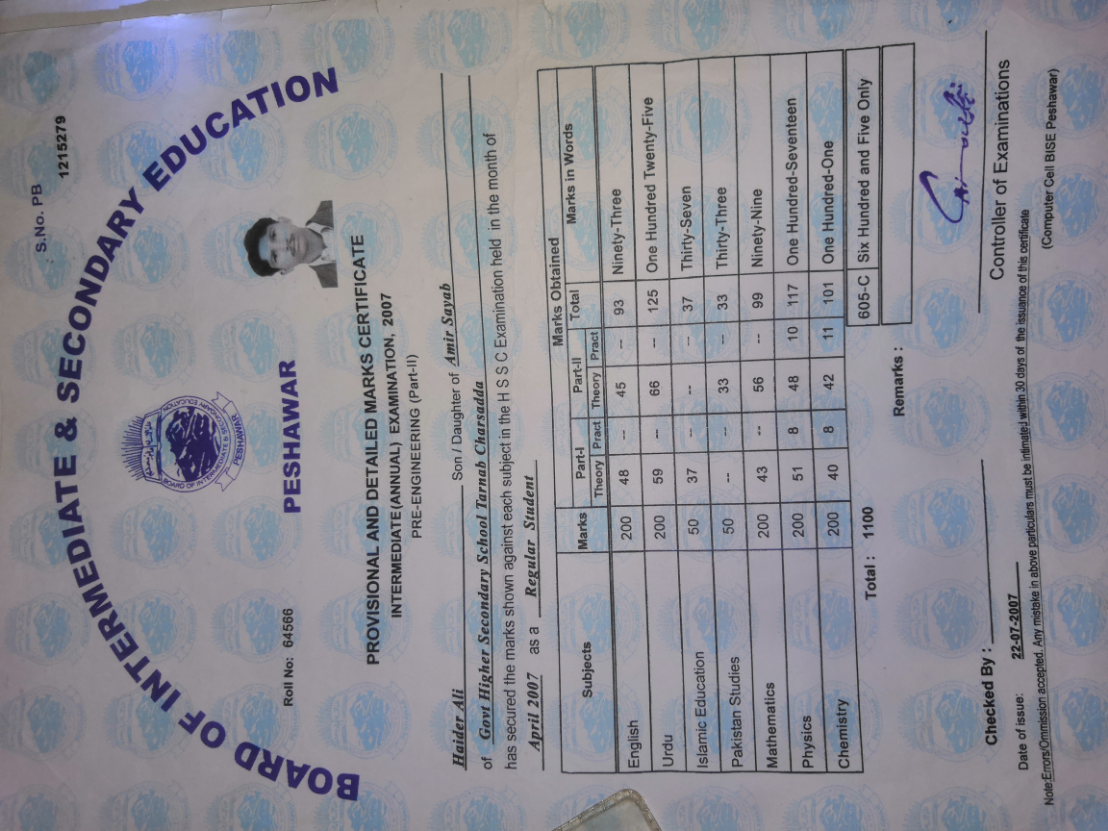 S.No. PB
1215279
BOARD OF INTERMEDIATE & SECONDARY EDUCATION
BOARD OF INTERMEDIATE & SECONDARY EDUCATION
PESHAWAR
Roll No: 64566 PESHAWAR
PROVISIONAL AND DETAILED MARKS CERTIFICATE
INTERMEDIATE (ANNUAL) EXAMINATION, 2007
PRE-ENGINEERING (Part-II)
Haider Ali Son / Daughter of Amir Sayab
of Govt Higher Secondary School Tarnab Charsadda
has secured the marks shown against each subject in the H S S C Examination held in the month of
April 2007 as a Regular Student
Marks Obtained
Subjects Marks Part-I Part-II Total Marks in Words
Theory Pract Theory Pract
English 200 48 -- 45 -- 93 Ninety-Three
Urdu 200 59 -- 66 -- 125 One Hundred Twenty-Five
Islamic Education 50 37 -- -- -- 37 Thirty-Seven
Pakistan Studies 50 -- -- 33 -- 33 Thirty-Three
Mathematics 200 43 -- 56 -- 99 Ninety-Nine
Physics 200 51 8 48 10 117 One Hundred-Seventeen
Chemistry 200 40 8 42 11 101 One Hundred-One
Total : 1100 605-C Six Hundred and Five Only
Remarks :
Checked By :
Controller of Examinations
Date of issue: 22-07-2007
Note:Errors/Ommission accepted. Any mistake in above particulars must be intimated within 30 days of the issuance of this certificate
(Computer Cell BISE Peshawar)